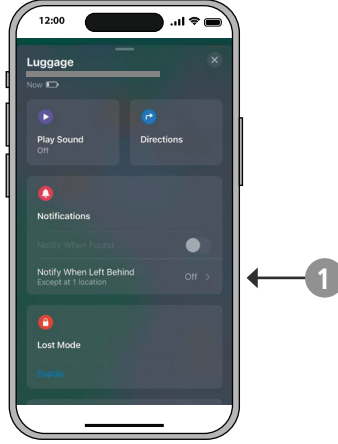 12:00
Luggage
Now
Play Sound
Off
Directions
Notifications
Notify When Found
Notify When Left Behind
Except at 1 location
Off
Lost Mode
Enable
1